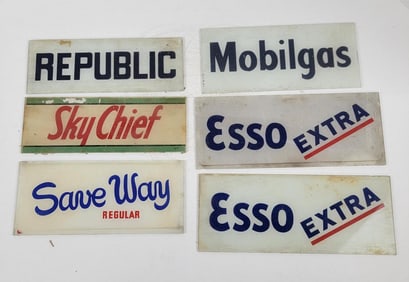 REPUBLIC
Mobilgas
Sky Chief
Esso EXTRA
Save Way
REGULAR
Esso EXTRA